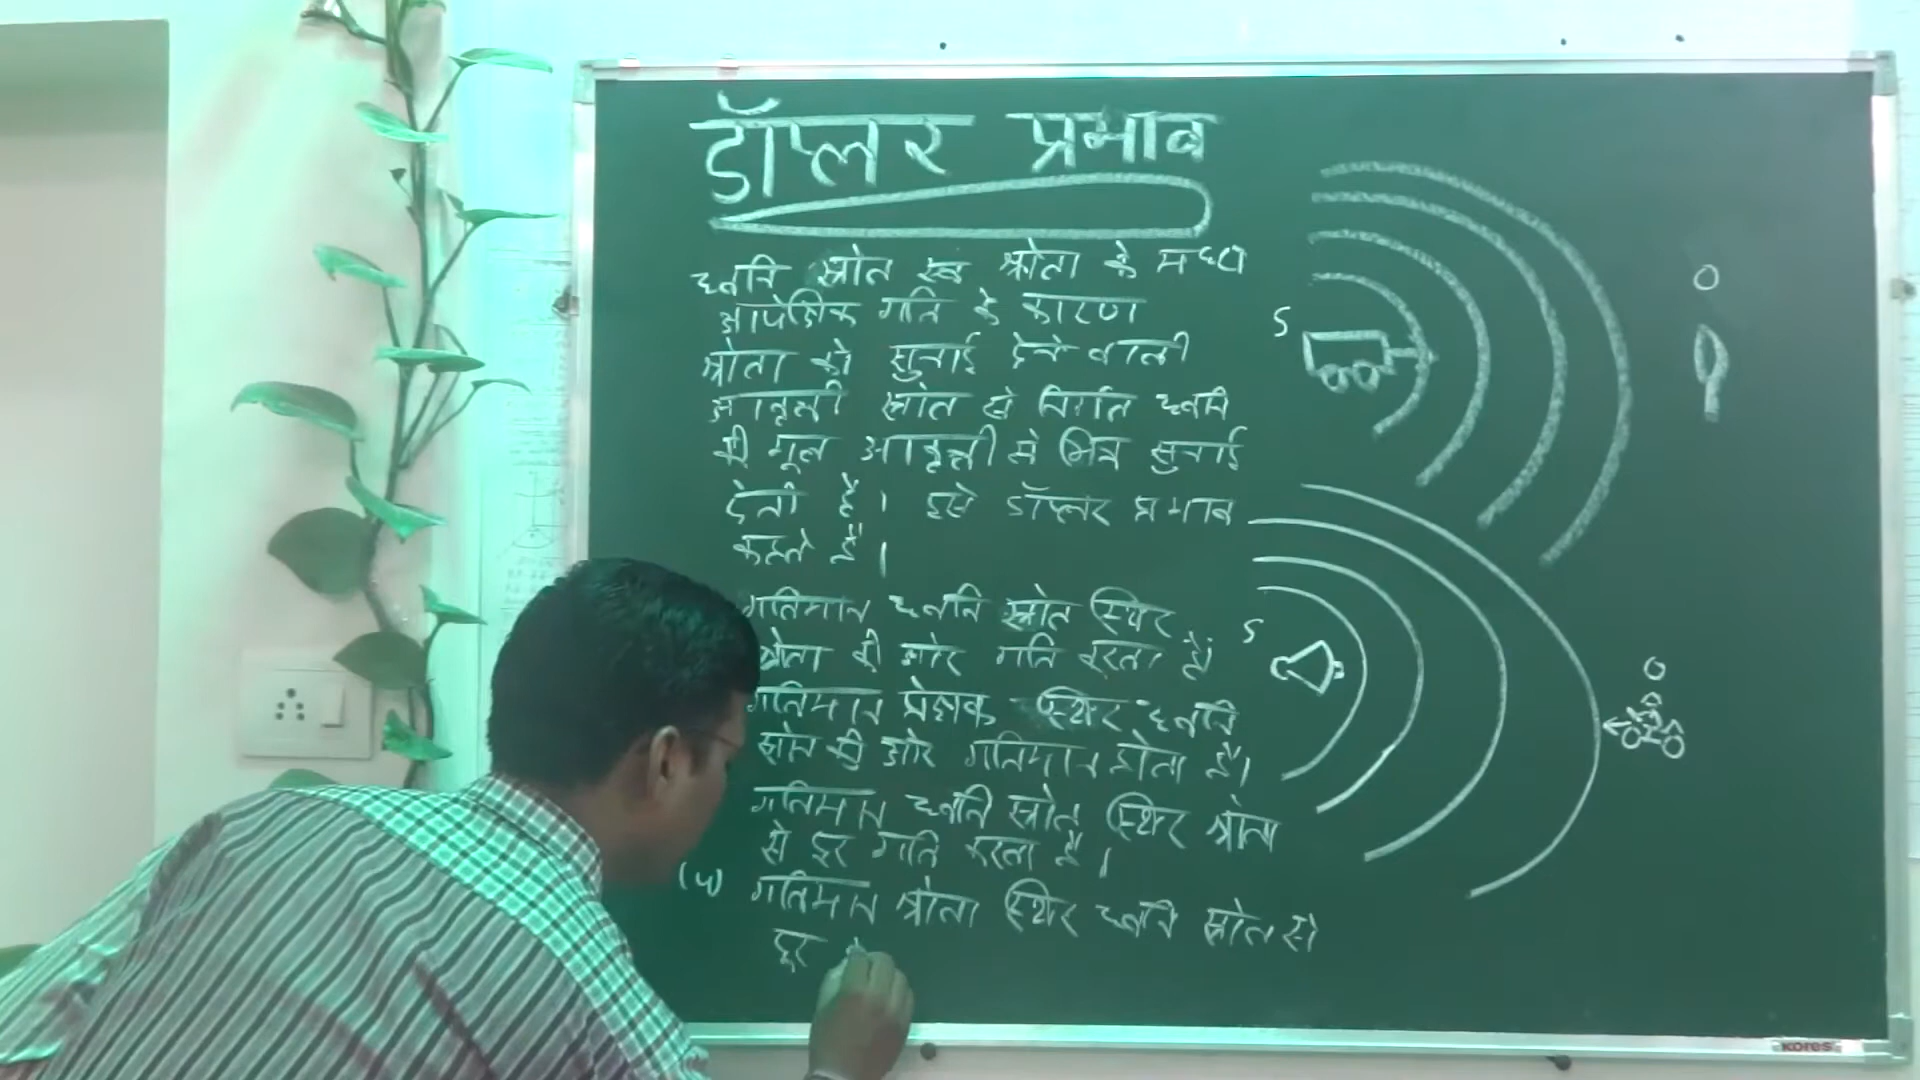 डॉप्लर प्रभाव
ध्वनि स्रोत एवं श्रोता के मध्य
आपेक्षिक गति के कारण
श्रोता को सुनाई देने वाली
आवृत्ती स्रोत से निर्गत ध्वनि
की मूल आवृत्ती से भिन्न सुनाई
देती है। इसे डॉप्लर प्रभाव
कहते है।
गतिमान ध्वनि स्रोत स्थिर
श्रोता की ओर गति करता है
गतिमान प्रेक्षक स्थिर ध्वनि
स्रोत की ओर गतिमान होता है।
गतिमान ध्वनि स्रोत स्थिर श्रोता
से दूर गति करता है।
(4) गतिमान श्रोता स्थिर ध्वनि स्रोत से
दूर
S
O
S
O
kores